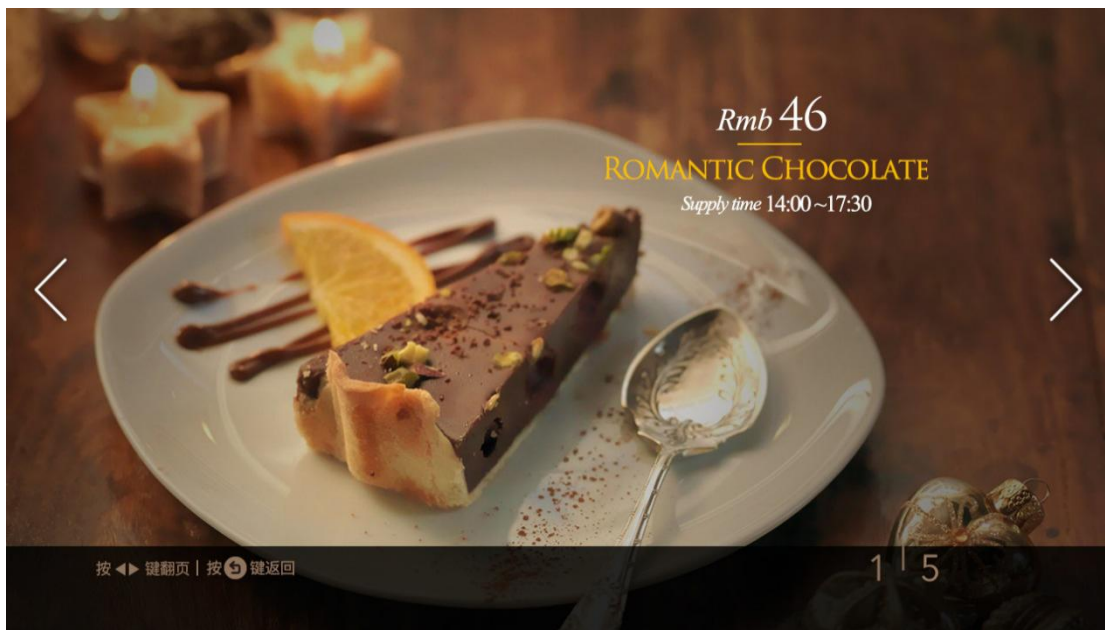 Rmb 46
ROMANTIC CHOCOLATE
Supply time 14:00~17:30
按 ◀▶ 键翻页 | 按 键返回
1 | 5